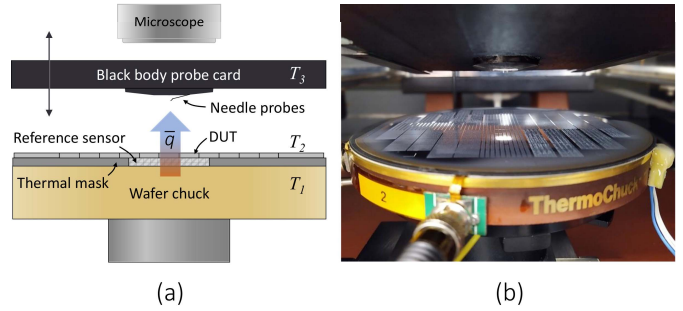 Microscope
Black body probe card
T3
Needle probes
Reference sensor
q
DUT
T2
Thermal mask
Wafer chuck
T1
2
ThermoChuck
(a)
(b)